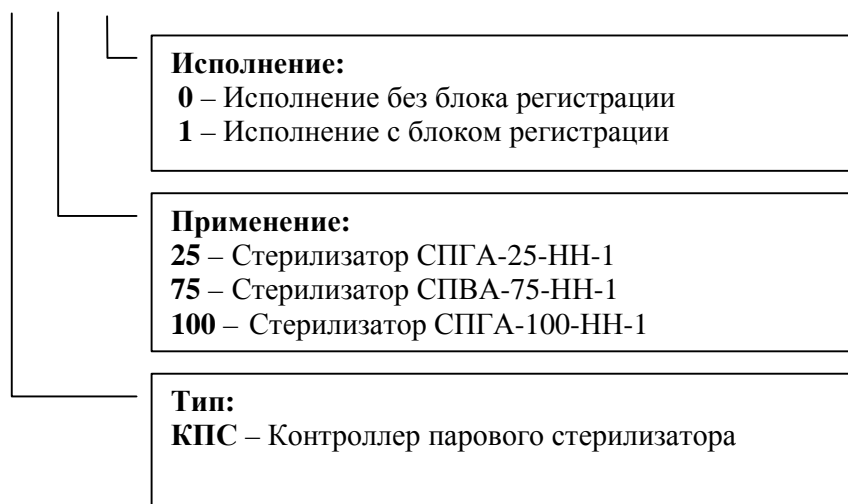 Исполнение:
0 – Исполнение без блока регистрации
1 – Исполнение с блоком регистрации
Применение:
25 – Стерилизатор СПГА-25-НН-1
75 – Стерилизатор СПВА-75-НН-1
100 – Стерилизатор СПГА-100-НН-1
Тип:
КПС – Контроллер парового стерилизатора